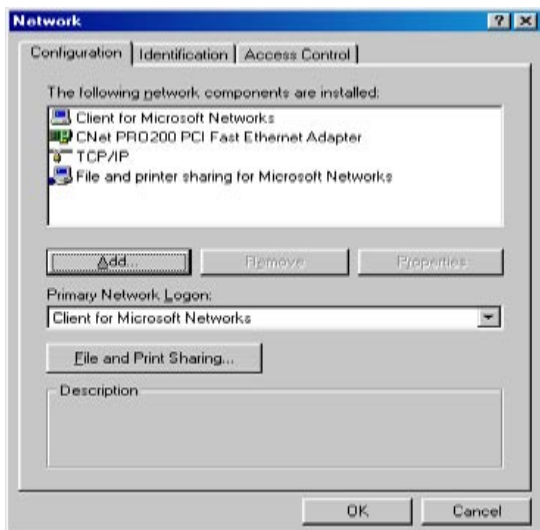 Network
? ×
Configuration Identification Access Control
The following network components are installed:
Client for Microsoft Networks
CNet PRO200 PCI Fast Ethernet Adapter
TCP/IP
File and printer sharing for Microsoft Networks
Add... Remove Properties
Primary Network Logon:
Client for Microsoft Networks
File and Print Sharing...
Description
OK Cancel